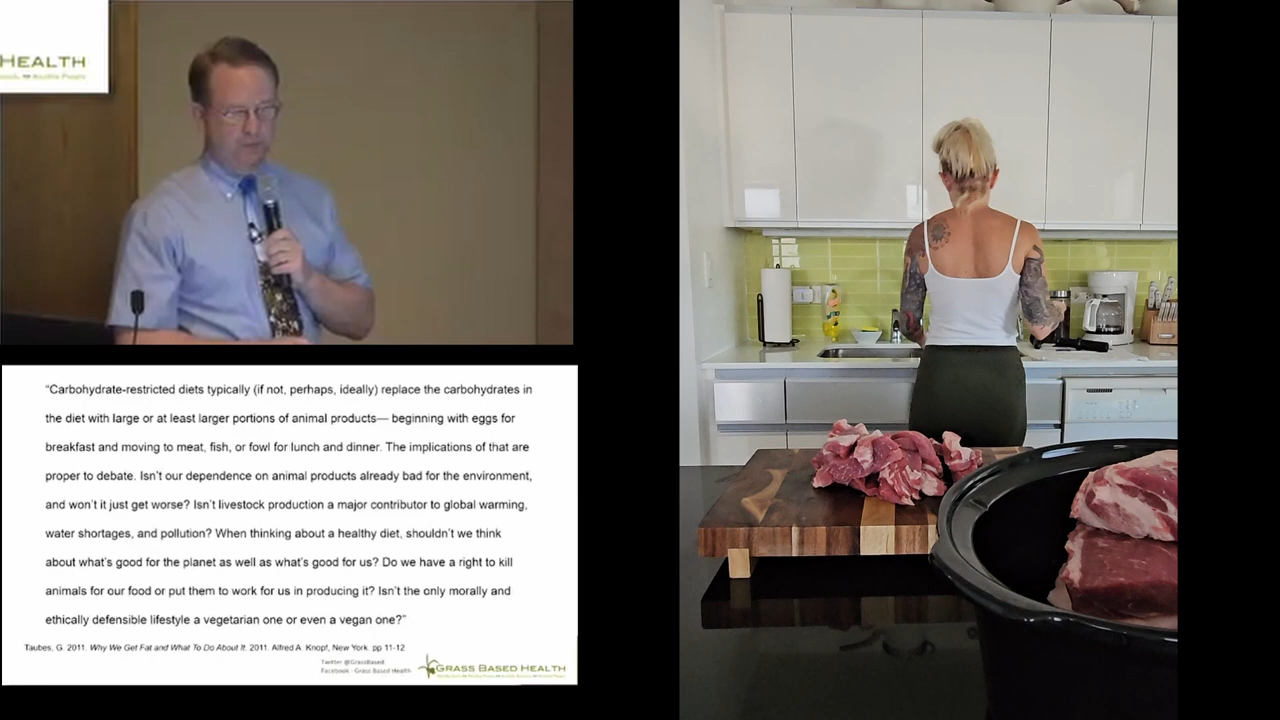 HEALTH
"Carbohydrate-restricted diets typically (if not, perhaps, ideally) replace the carbohydrates in
the diet with large or at least larger portions of animal products— beginning with eggs for
breakfast and moving to meat, fish, or fowl for lunch and dinner. The implications of that are
proper to debate. Isn't our dependence on animal products already bad for the environment,
and won't it just get worse? Isn't livestock production a major contributor to global warming,
water shortages, and pollution? When thinking about a healthy diet, shouldn't we think
about what's good for the planet as well as what's good for us? Do we have a right to kill
animals for our food or put them to work for us in producing it? Isn't the only morally and
ethically defensible lifestyle a vegetarian one or even a vegan one?"
Taubes, G. 2011. Why We Get Fat and What To Do About It. 2011. Alfred A. Knopf, New York. pp 11-12
Twitter @GrassBased
Facebook - Grass Based Health
GRASS BASED HEALTH